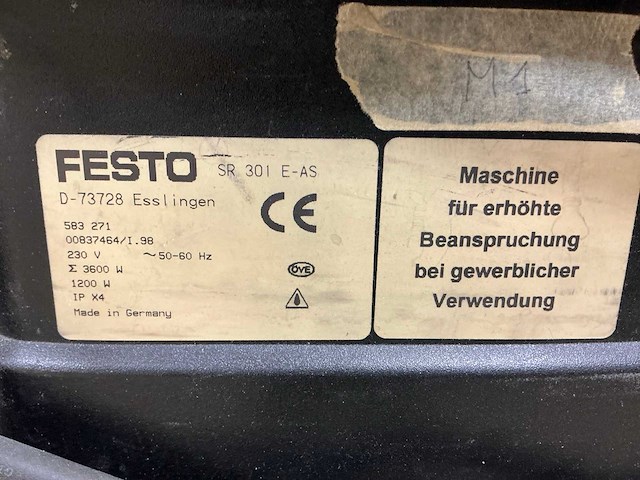 M1
FESTO SR 301 E-AS
D-73728 Esslingen
CE
583 271
00837464/I.98
230 V ~50-60 Hz
Σ 3600 W
1200 W
IP X4
Made in Germany
ÖVE
Maschine
für erhöhte
Beanspruchung
bei gewerblicher
Verwendung